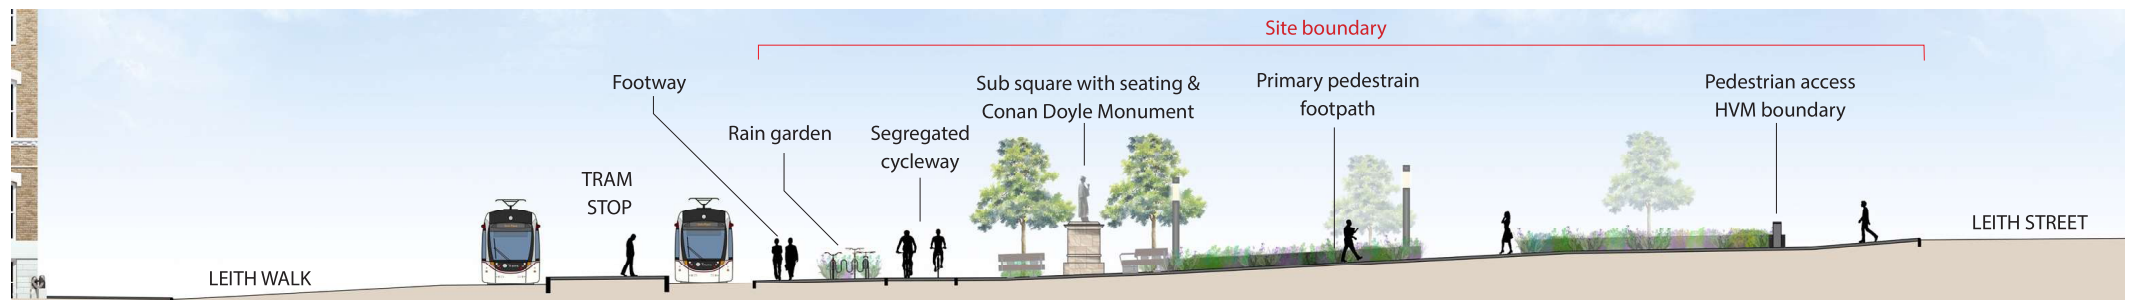 Site boundary
Footway
Sub square with seating &
Conan Doyle Monument
Primary pedestrain
footpath
Pedestrian access
HVM boundary
Rain garden
Segregated
cycleway
TRAM
STOP
LEITH WALK
LEITH STREET